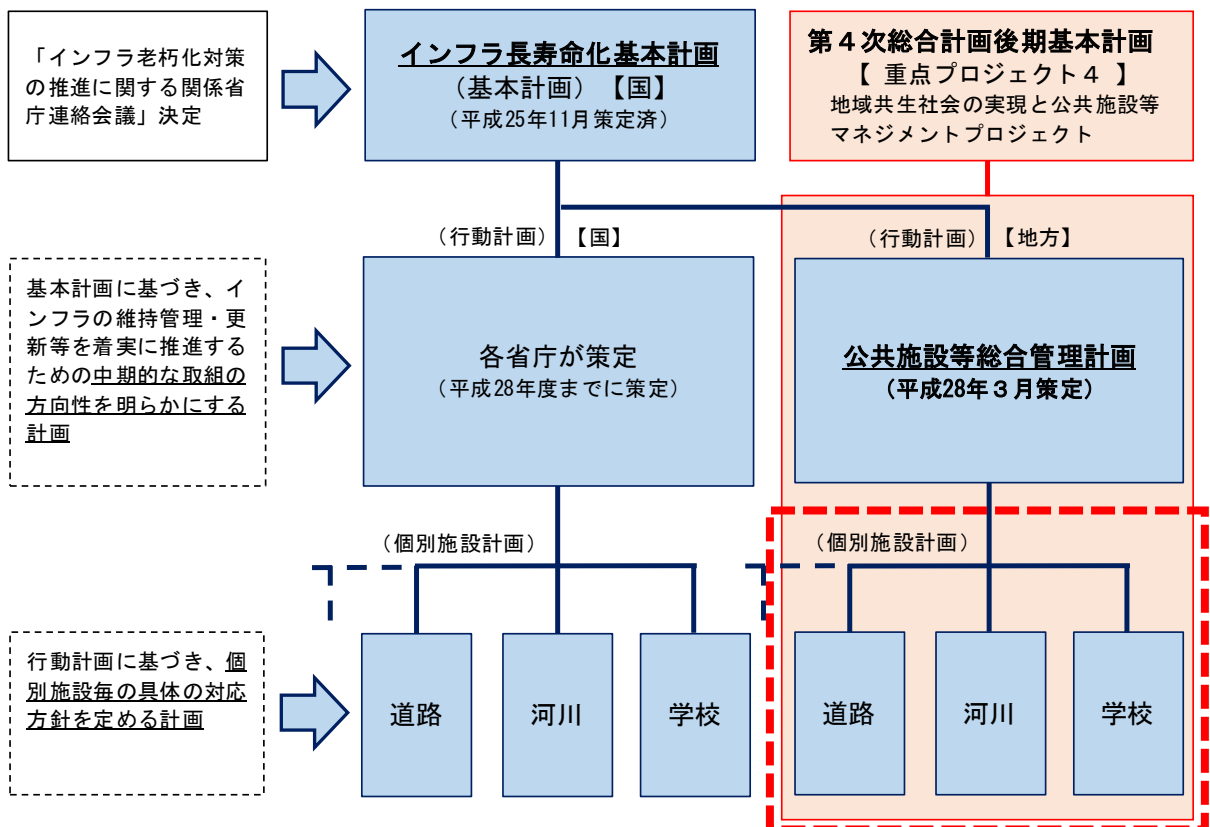 「インフラ老朽化対策
の推進に関する関係省
庁連絡会議」決定
インフラ長寿命化基本計画
（基本計画）【国】
（平成25年11月策定済）
第４次総合計画後期基本計画
【 重点プロジェクト４ 】
地域共生社会の実現と公共施設等
マネジメントプロジェクト
（行動計画）【国】
（行動計画）【地方】
基本計画に基づき、イ
ンフラの維持管理・更
新等を着実に推進する
ための中期的な取組の
方向性を明らかにする
計画
各省庁が策定
（平成28年度までに策定）
公共施設等総合管理計画
（平成28年３月策定）
（個別施設計画）
（個別施設計画）
行動計画に基づき、個
別施設毎の具体の対応
方針を定める計画
道路
河川
学校
道路
河川
学校